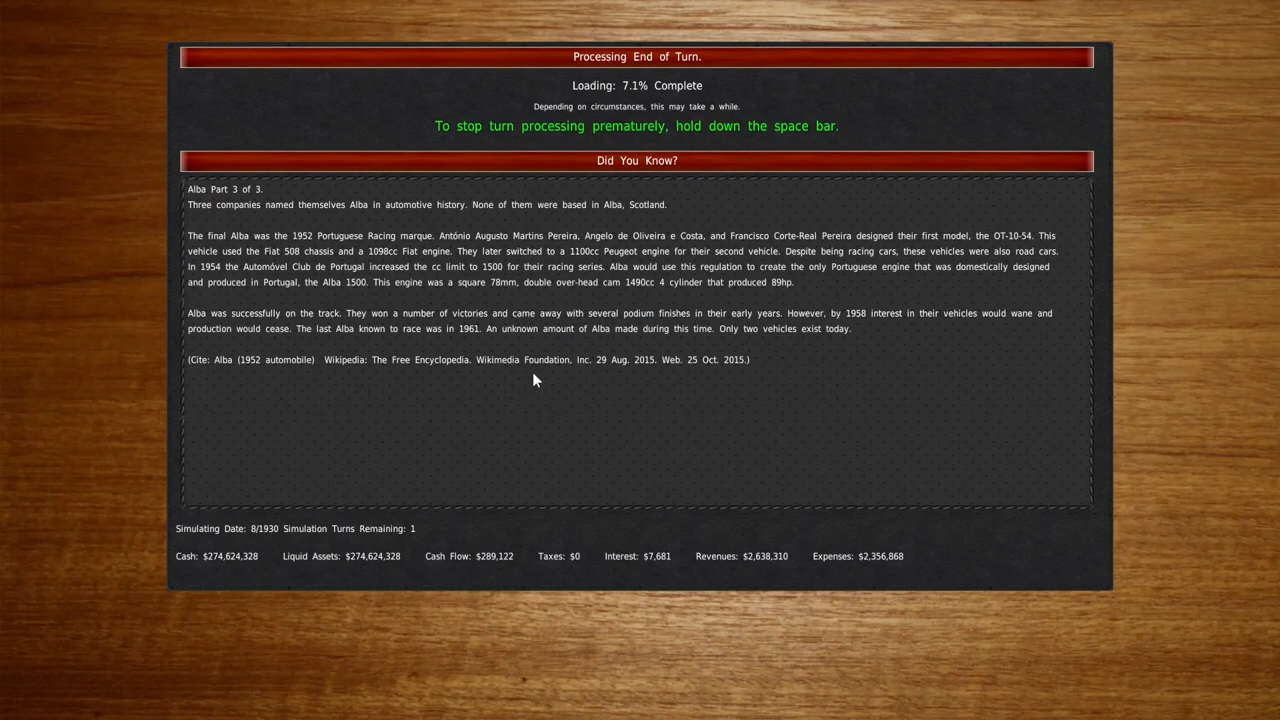 Processing End of Turn.
Loading: 7.1% Complete
Depending on circumstances, this may take a while.
To stop turn processing prematurely, hold down the space bar.
Did You Know?
Alba Part 3 of 3.
Three companies named themselves Alba in automotive history. None of them were based in Alba, Scotland.
The final Alba was the 1952 Portuguese Racing marque. António Augusto Martins Pereira, Angelo de Oliveira e Costa, and Francisco Corte-Real Pereira designed their first model, the OT-10-54. This
vehicle used the Fiat 508 chassis and a 1098cc Fiat engine. They later switched to a 1100cc Peugeot engine for their second vehicle. Despite being racing cars, these vehicles were also road cars.
In 1954 the Automóvel Club de Portugal increased the cc limit to 1500 for their racing series. Alba would use this regulation to create the only Portuguese engine that was domestically designed
and produced in Portugal, the Alba 1500. This engine was a square 78mm, double over-head cam 1490cc 4 cylinder that produced 89hp.
Alba was successfully on the track. They won a number of victories and came away with several podium finishes in their early years. However, by 1958 interest in their vehicles would wane and
production would cease. The last Alba known to race was in 1961. An unknown amount of Alba made during this time. Only two vehicles exist today.
(Cite: Alba (1952 automobile) Wikipedia: The Free Encyclopedia. Wikimedia Foundation, Inc. 29 Aug. 2015. Web. 25 Oct. 2015.)
Simulating Date: 8/1930 Simulation Turns Remaining: 1
Cash: $274,624,328 Liquid Assets: $274,624,328 Cash Flow: $289,122 Taxes: $0 Interest: $7,681 Revenues: $2,638,310 Expenses: $2,356,868